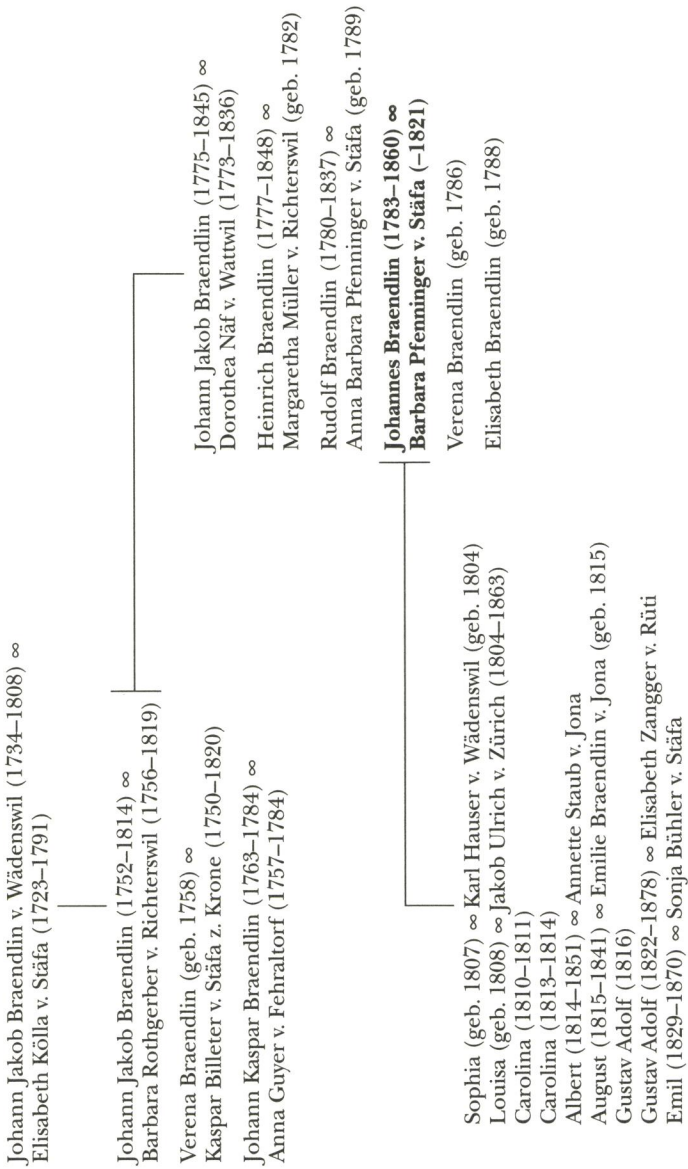 Johann Jakob Braendlin v. Wädenswil (1734–1808) ∞
Elisabeth Kölla v. Stäfa (1723–1791)
Johann Jakob Braendlin (1752–1814) ∞
Barbara Rothgerber v. Richterswil (1756–1819)
Verena Braendlin (geb. 1758) ∞
Kaspar Billeter v. Stäfa z. Krone (1750–1820)
Johann Kaspar Braendlin (1763–1784) ∞
Anna Guyer v. Fehraltorf (1757–1784)
Johann Jakob Braendlin (1775–1845) ∞
Dorothea Näf v. Wattwil (1773–1836)
Heinrich Braendlin (1777–1848) ∞
Margaretha Müller v. Richterswil (geb. 1782)
Rudolf Braendlin (1780–1837) ∞
Anna Barbara Pfenninger v. Stäfa (geb. 1789)
Johannes Braendlin (1783–1860) ∞
Barbara Pfenninger v. Stäfa (–1821)
Verena Braendlin (geb. 1786)
Elisabeth Braendlin (geb. 1788)
Sophia (geb. 1807) ∞ Karl Hauser v. Wädenswil (geb. 1804)
Louisa (geb. 1808) ∞ Jakob Ulrich v. Zürich (1804–1863)
Carolina (1810–1811)
Carolina (1813–1814)
Albert (1814–1851) ∞ Annette Staub v. Jona
August (1815–1841) ∞ Emilie Braendlin v. Jona (geb. 1815)
Gustav Adolf (1816)
Gustav Adolf (1822–1878) ∞ Elisabeth Zangger v. Rüti
Emil (1829–1870) ∞ Sonja Bühler v. Stäfa